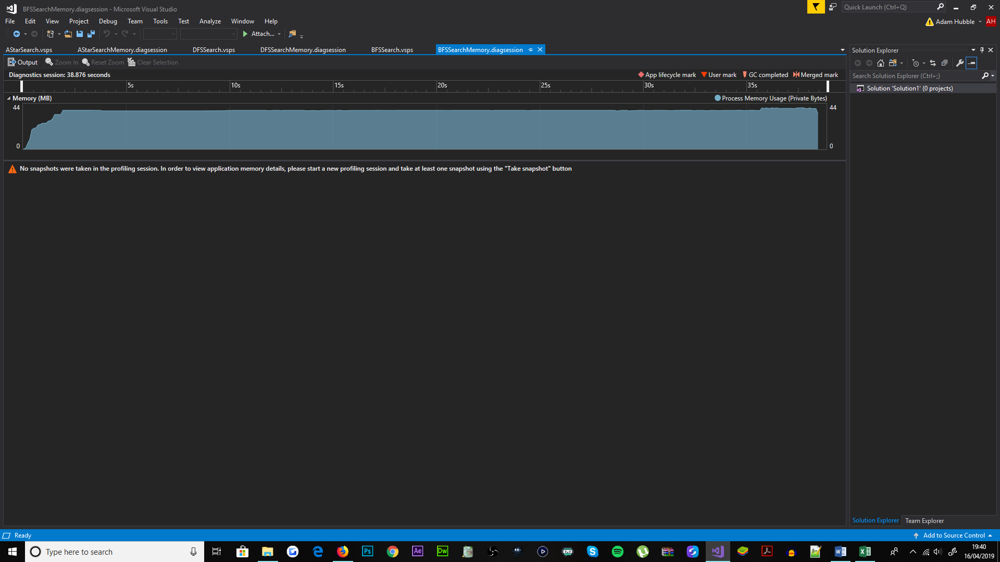 BFSSearchMemory.diagsession - Microsoft Visual Studio
Quick Launch (Ctrl+Q)
File Edit View Project Debug Team Tools Test Analyze Window Help
Adam Hubble AH
Attach...
AStarSearch.vsps AStarSearchMemory.diagsession DFSSearch.vsps DFSSearchMemory.diagsession BFSSearch.vsps BFSSearchMemory.diagsession
Solution Explorer
Output Zoom In Reset Zoom Clear Selection
Diagnostics session: 38.876 seconds
App lifecycle mark User mark GC completed Merged mark
Search Solution Explorer (Ctrl+;)
5s 10s 15s 20s 25s 30s 35s
Solution 'Solution1' (0 projects)
Memory (MB)
Process Memory Usage (Private Bytes)
44 44
0 0
No snapshots were taken in the profiling session. In order to view application memory details, please start a new profiling session and take at least one snapshot using the "Take snapshot" button
Solution Explorer Team Explorer
Ready
Add to Source Control
Type here to search
Ps Ae Dw
19:40
16/04/2019